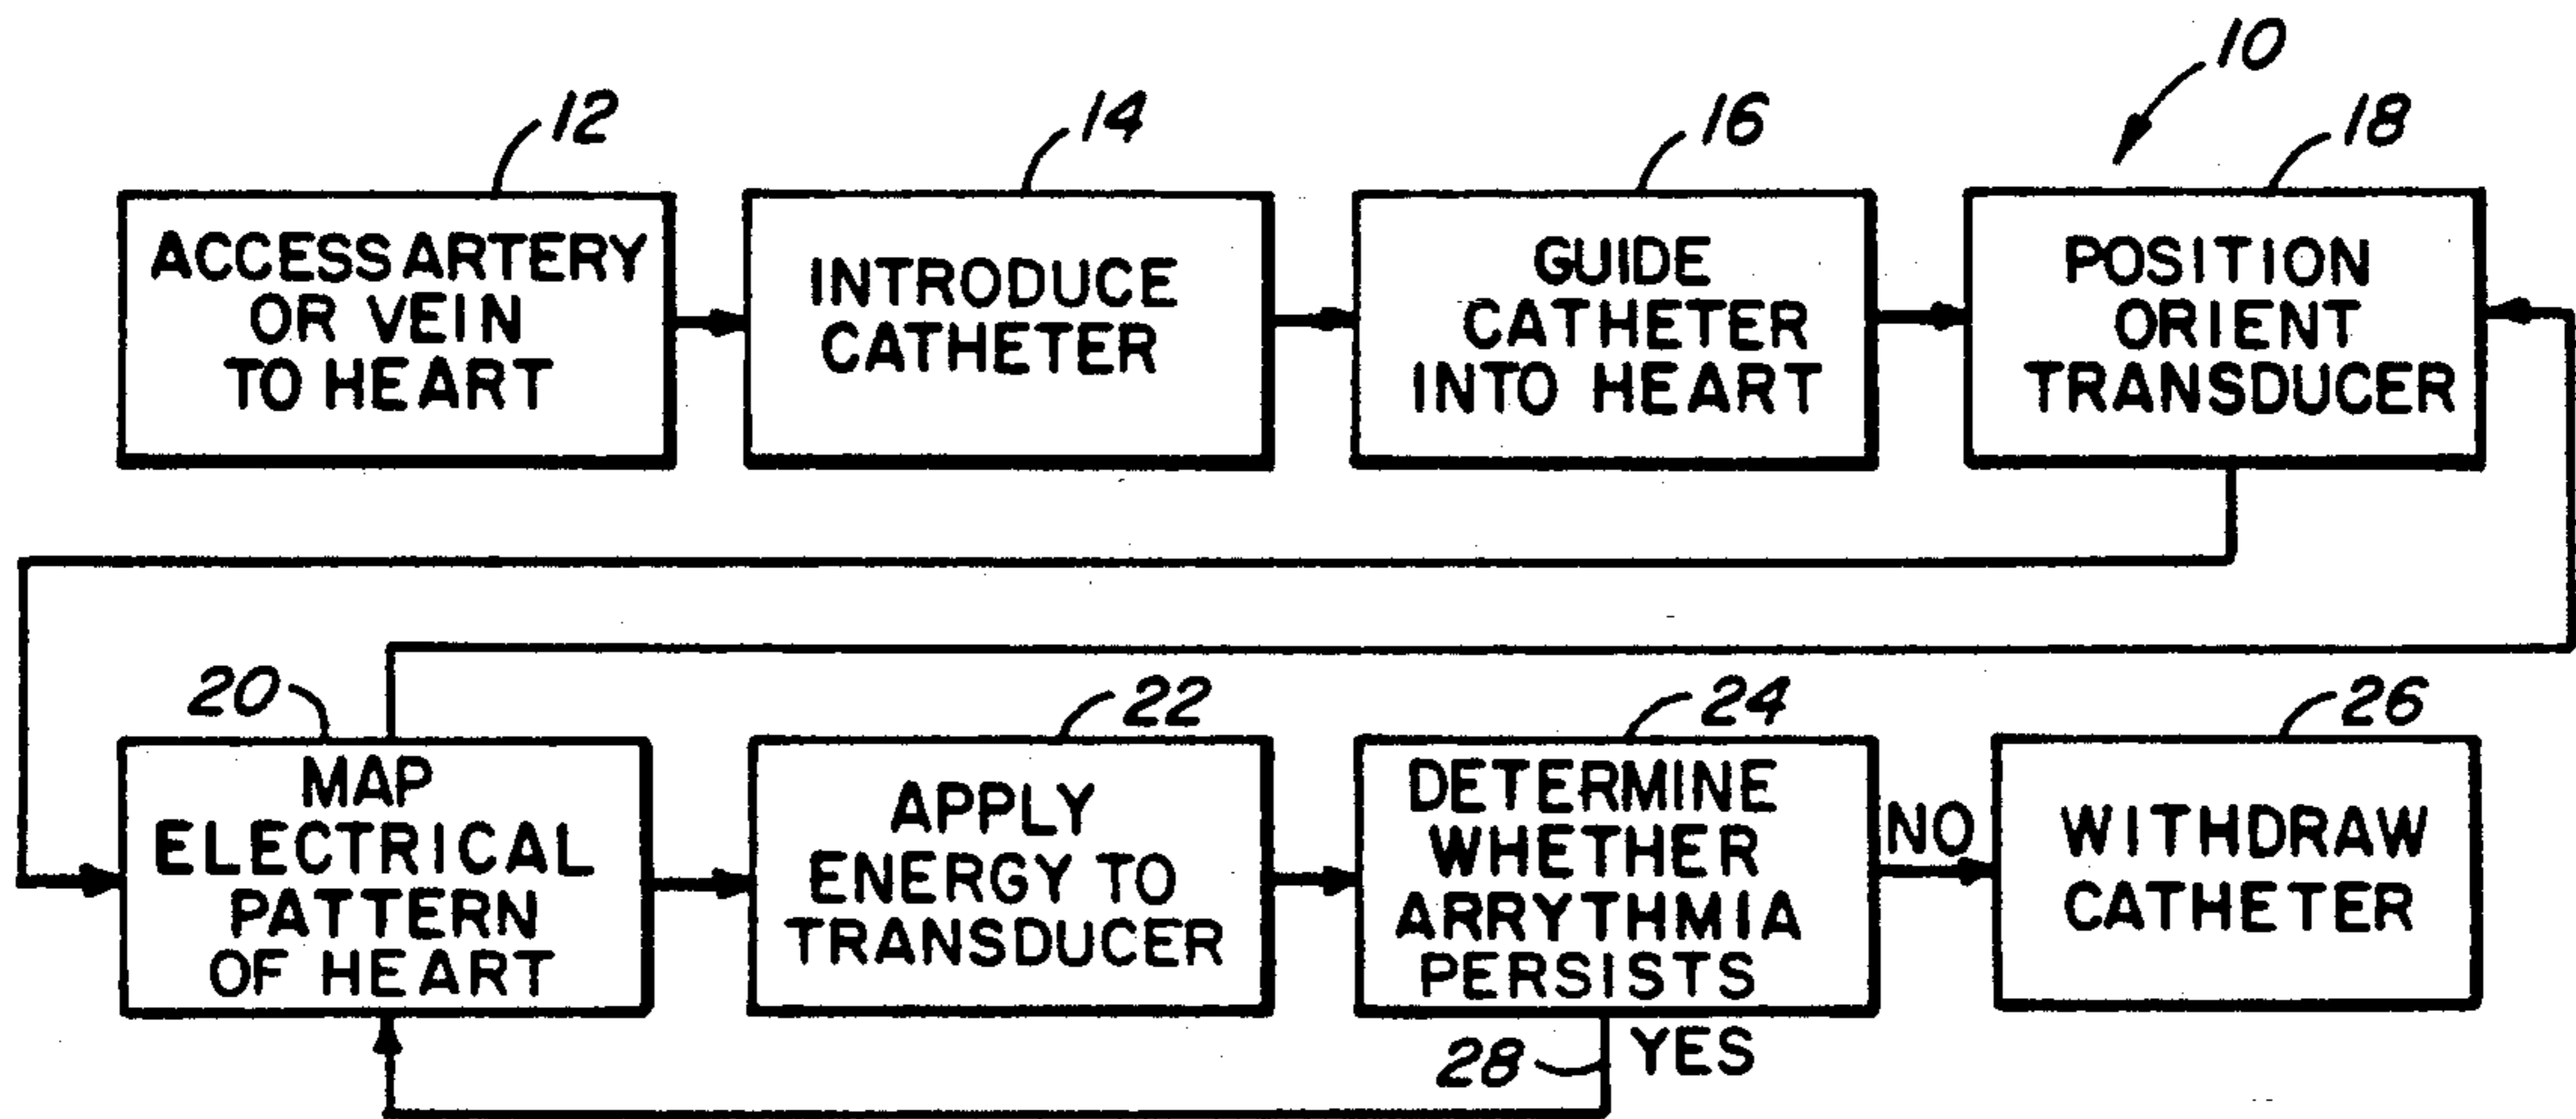 10
12
14
16
18
ACCESS ARTERY
OR VEIN
TO HEART
INTRODUCE
CATHETER
GUIDE
CATHETER
INTO HEART
POSITION
ORIENT
TRANSDUCER
20
22
24
26
MAP
ELECTRICAL
PATTERN
OF HEART
APPLY
ENERGY TO
TRANSDUCER
DETERMINE
WHETHER
ARRYTHMIA
PERSISTS
NO
WITHDRAW
CATHETER
28
YES